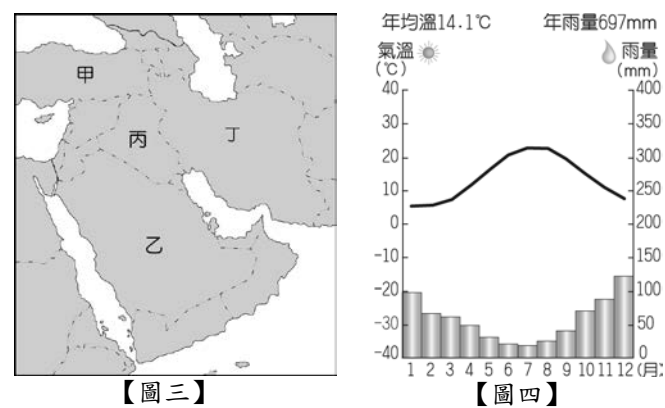 甲
丙
丁
乙
【圖三】
年均溫14.1℃ 年雨量697mm
氣溫 雨量
(℃) (mm)
40 400
30 350
20 300
10 250
0 200
-10 150
-20 100
-30 50
-40 0
1 2 3 4 5 6 7 8 9 10 11 12 (月)
【圖四】